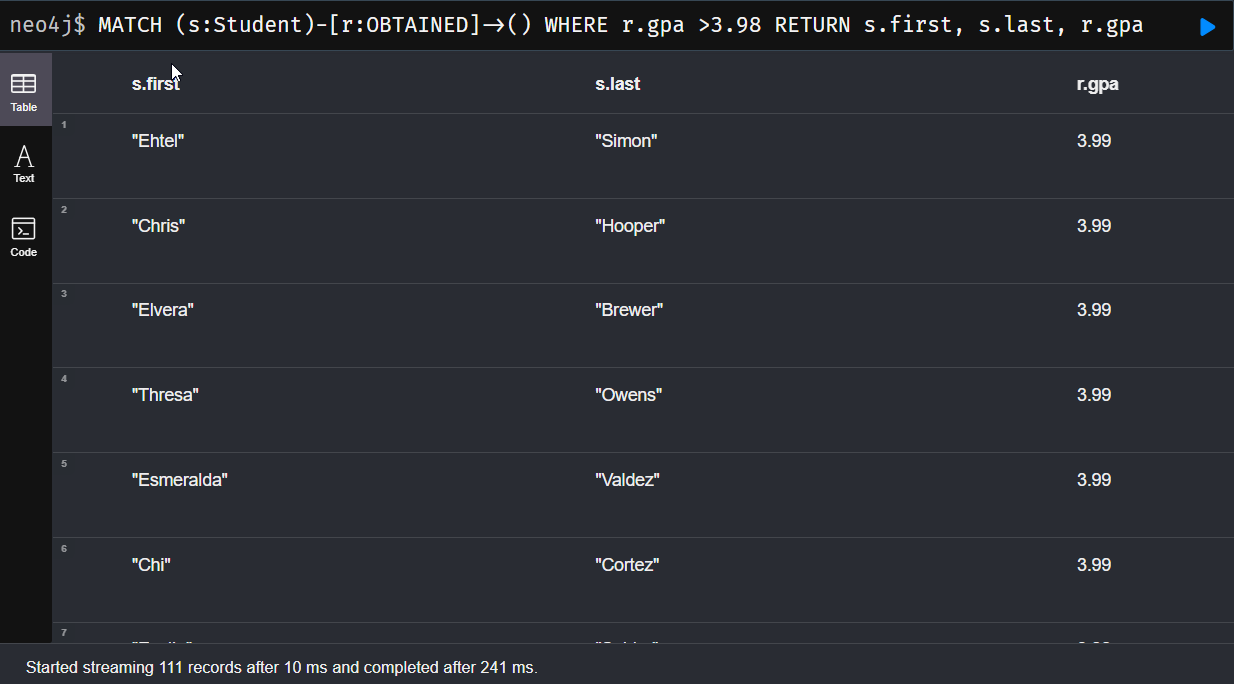 neo4j$ MATCH (s:Student)-[r:OBTAINED]→() WHERE r.gpa >3.98 RETURN s.first, s.last, r.gpa
Table
Text
Code
s.first s.last r.gpa
1 "Ehtel" "Simon" 3.99
2 "Chris" "Hooper" 3.99
3 "Elvera" "Brewer" 3.99
4 "Thresa" "Owens" 3.99
5 "Esmeralda" "Valdez" 3.99
6 "Chi" "Cortez" 3.99
7
Started streaming 111 records after 10 ms and completed after 241 ms.